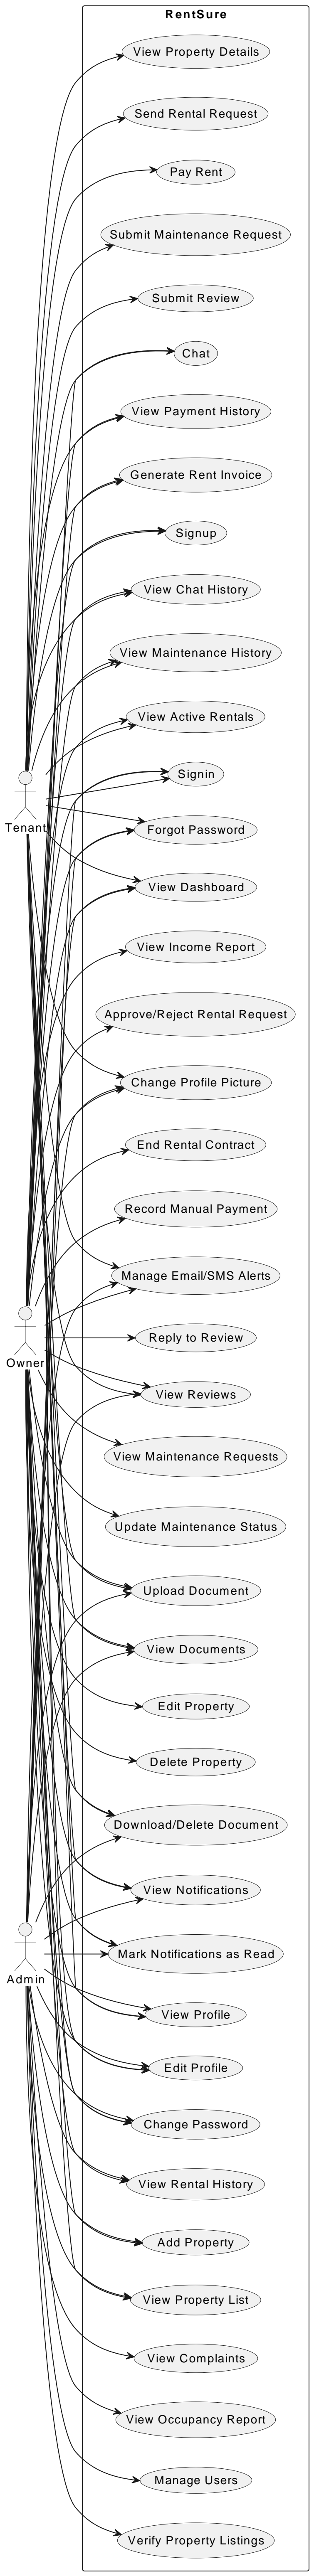 RentSure
View Property Details
Send Rental Request
Pay Rent
Submit Maintenance Request
Submit Review
Chat
View Payment History
Generate Rent Invoice
Signup
View Chat History
View Maintenance History
View Active Rentals
Signin
Tenant
Forgot Password
View Dashboard
View Income Report
Approve/Reject Rental Request
Change Profile Picture
End Rental Contract
Record Manual Payment
Manage Email/SMS Alerts
Reply to Review
Owner
View Reviews
View Maintenance Requests
Update Maintenance Status
Upload Document
View Documents
Edit Property
Delete Property
Download/Delete Document
View Notifications
Mark Notifications as Read
Admin
View Profile
Edit Profile
Change Password
View Rental History
Add Property
View Property List
View Complaints
View Occupancy Report
Manage Users
Verify Property Listings